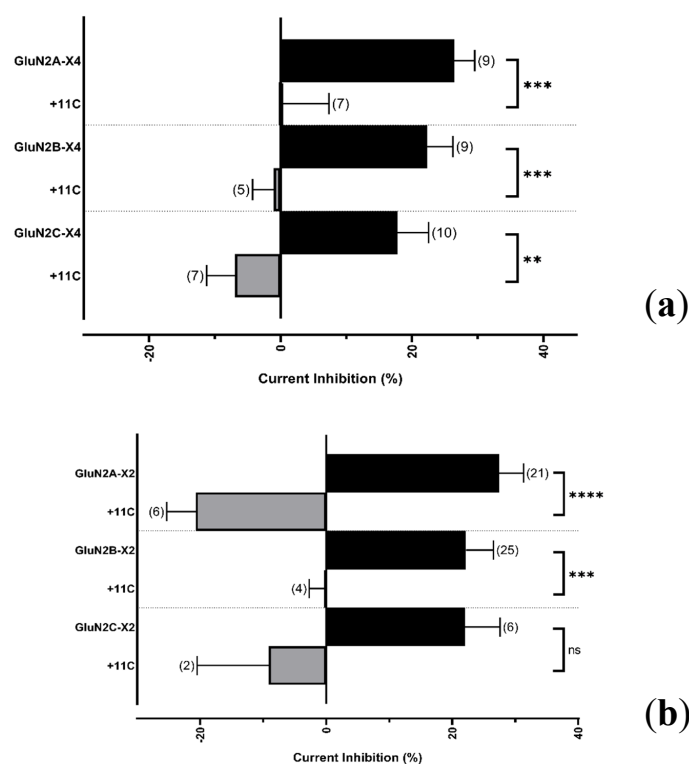 GluN2A-X4 (9)
***
+11C (7)
GluN2B-X4 (9)
***
+11C (5)
GluN2C-X4 (10)
**
+11C (7)
(a)
-20 0 20 40
Current Inhibition (%)
GluN2A-X2 (21)
****
+11C (6)
GluN2B-X2 (25)
***
+11C (4)
GluN2C-X2 (6)
ns
+11C (2)
(b)
-20 0 20 40
Current Inhibition (%)